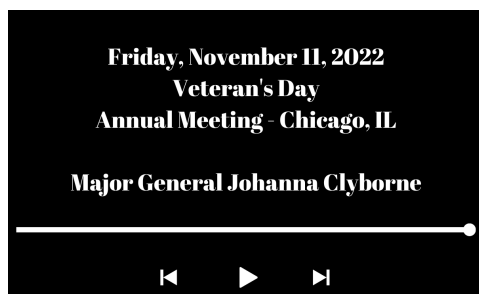 Friday, November 11, 2022
Veteran's Day
Annual Meeting - Chicago, IL
Major General Johanna Clyborne